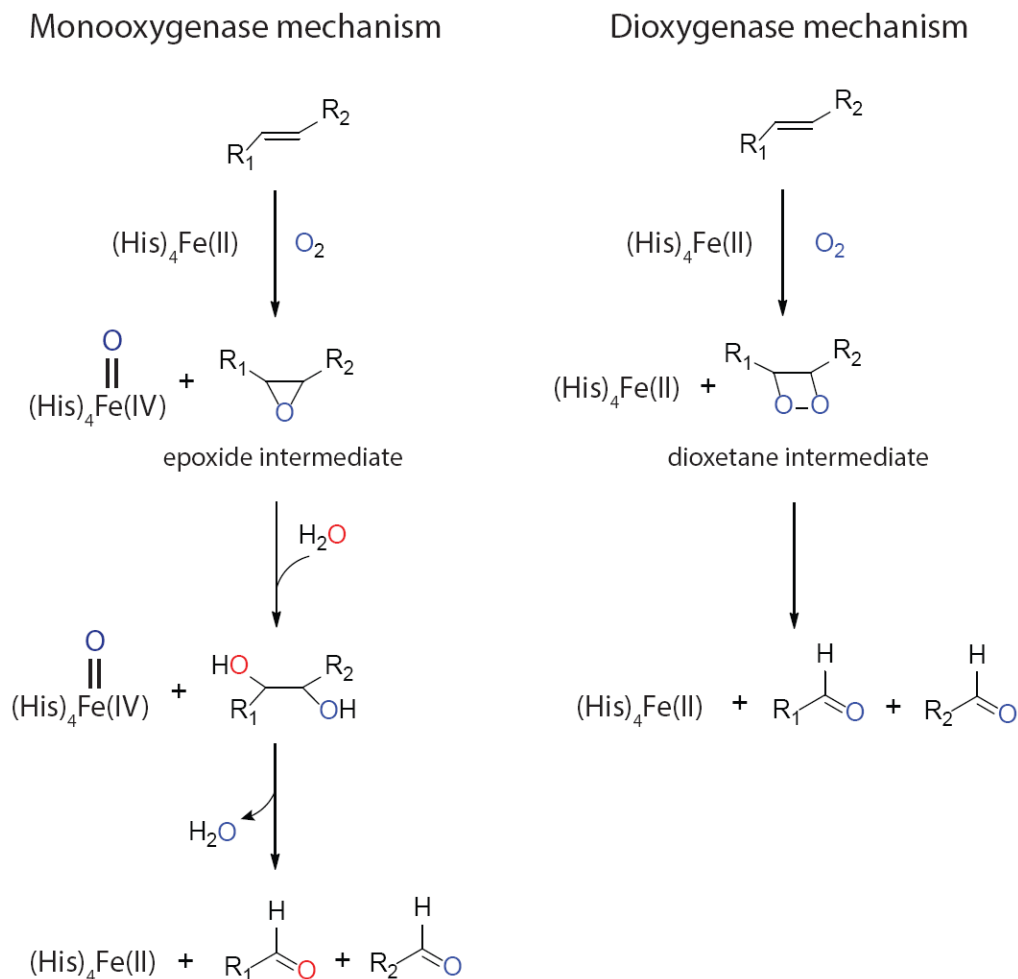 Monooxygenase mechanism
R1 R2
(His)4Fe(II) O2
O
(His)4Fe(IV) + R1 R2 O
epoxide intermediate
H2O
O
(His)4Fe(IV) + HO R2 R1 OH
H2O
H H
(His)4Fe(II) + R1 O + R2 O
Dioxygenase mechanism
R1 R2
(His)4Fe(II) O2
(His)4Fe(II) + R1 R2 O–O
dioxetane intermediate
H H
(His)4Fe(II) + R1 O + R2 O